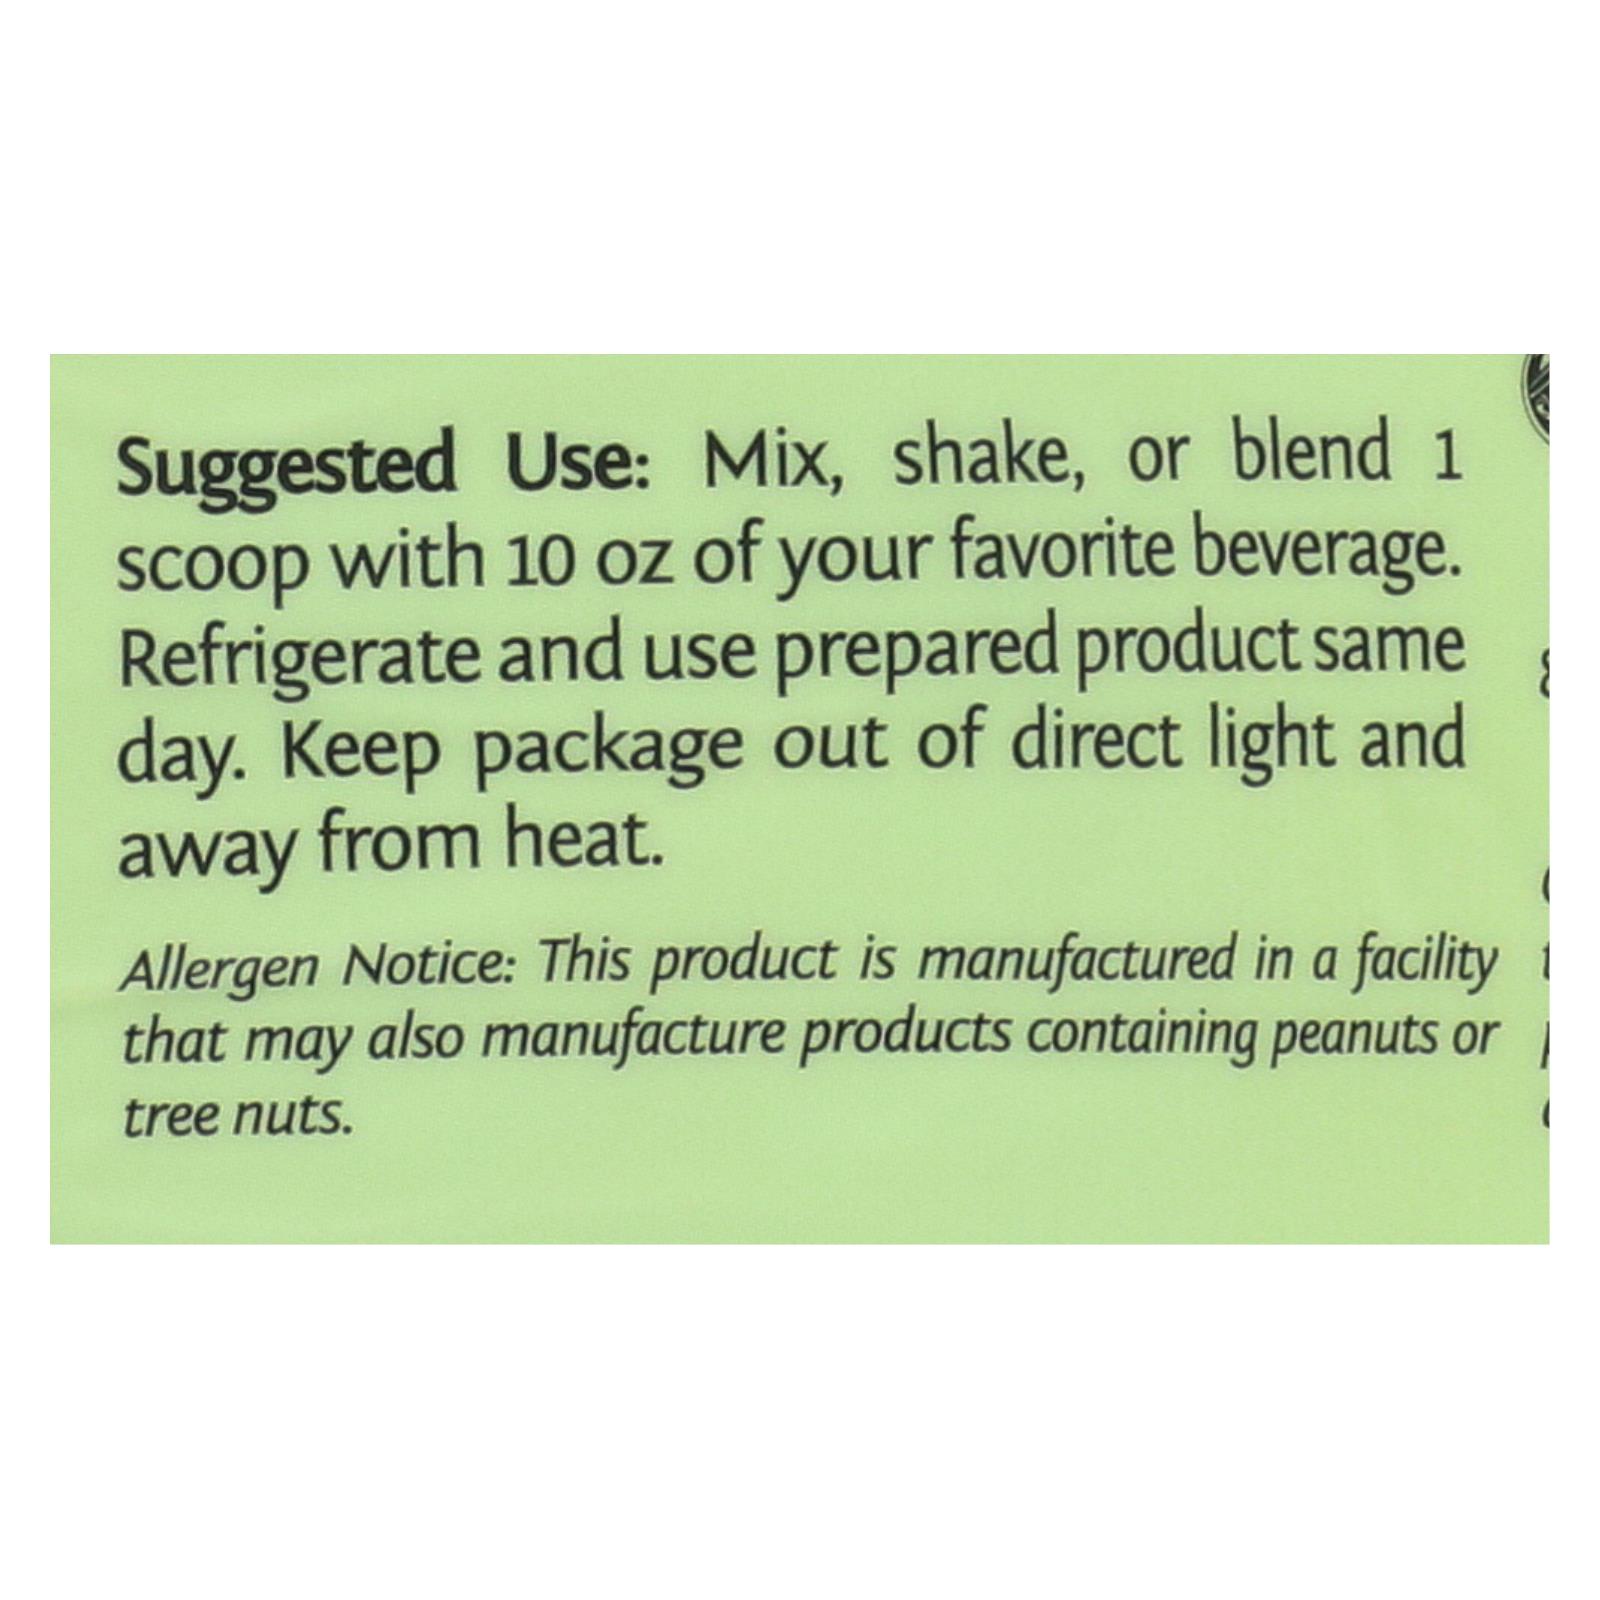 Suggested Use: Mix, shake, or blend 1
scoop with 10 oz of your favorite beverage.
Refrigerate and use prepared product same
day. Keep package out of direct light and
away from heat.
Allergen Notice: This product is manufactured in a facility
that may also manufacture products containing peanuts or
tree nuts.